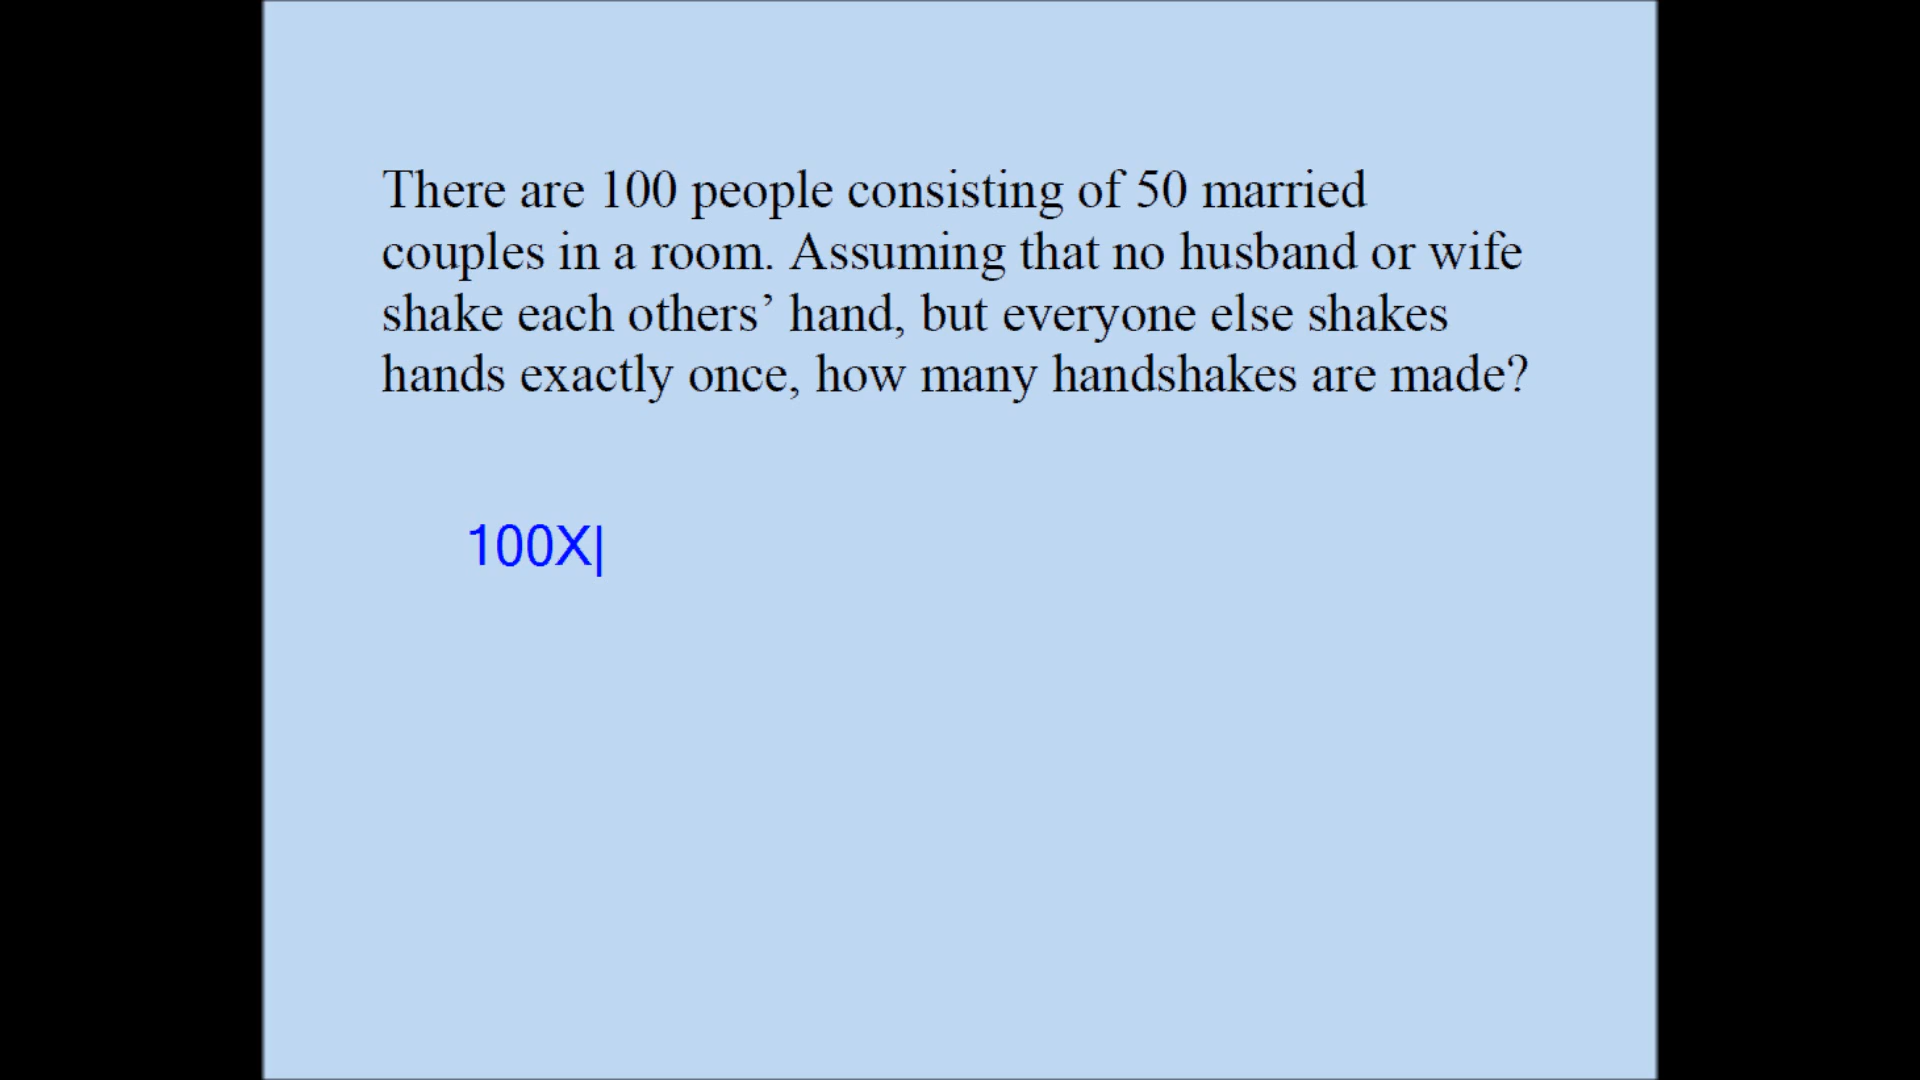 There are 100 people consisting of 50 married
couples in a room. Assuming that no husband or wife
shake each others’ hand, but everyone else shakes
hands exactly once, how many handshakes are made?
100X|